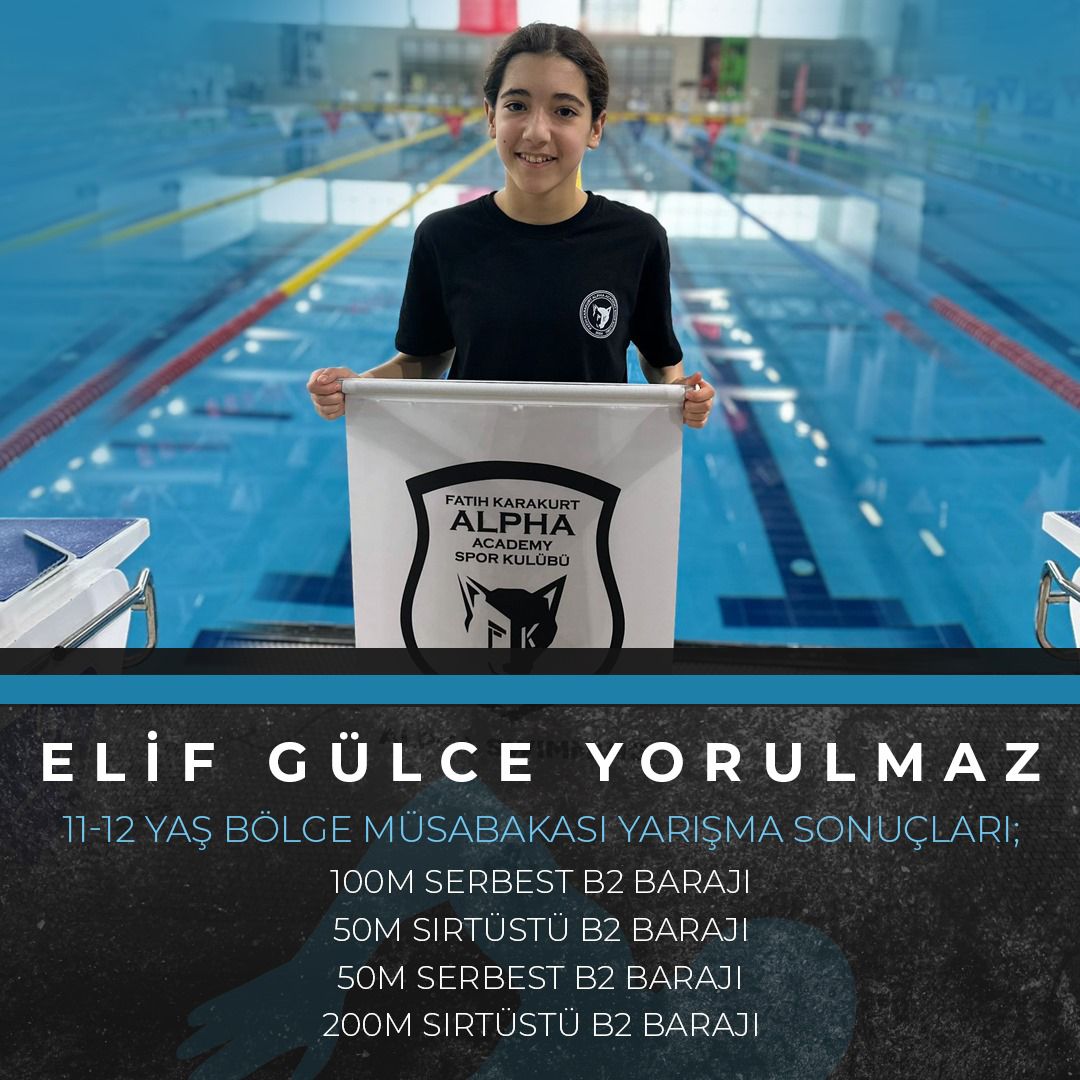 FATIH KARAKURT
ALPHA
ACADEMY
SPOR KULÜBÜ
F K
ELİF GÜLCE YORULMAZ
11-12 YAŞ BÖLGE MÜSABAKASI YARIŞMA SONUÇLARI;
100M SERBEST B2 BARAJI
50M SIRTÜSTÜ B2 BARAJI
50M SERBEST B2 BARAJI
200M SIRTÜSTÜ B2 BARAJI